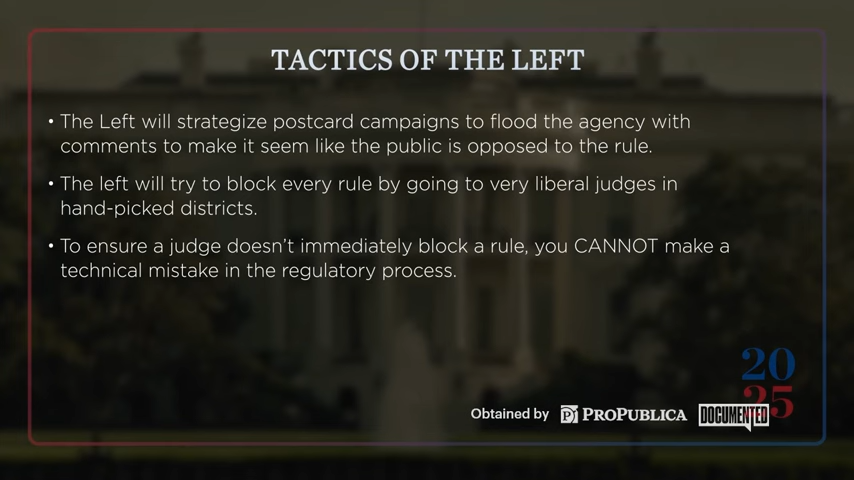 TACTICS OF THE LEFT
• The Left will strategize postcard campaigns to flood the agency with
comments to make it seem like the public is opposed to the rule.
• The left will try to block every rule by going to very liberal judges in
hand-picked districts.
• To ensure a judge doesn't immediately block a rule, you CANNOT make a
technical mistake in the regulatory process.
20
25
Obtained by PROPUBLICA DOCUMENTED